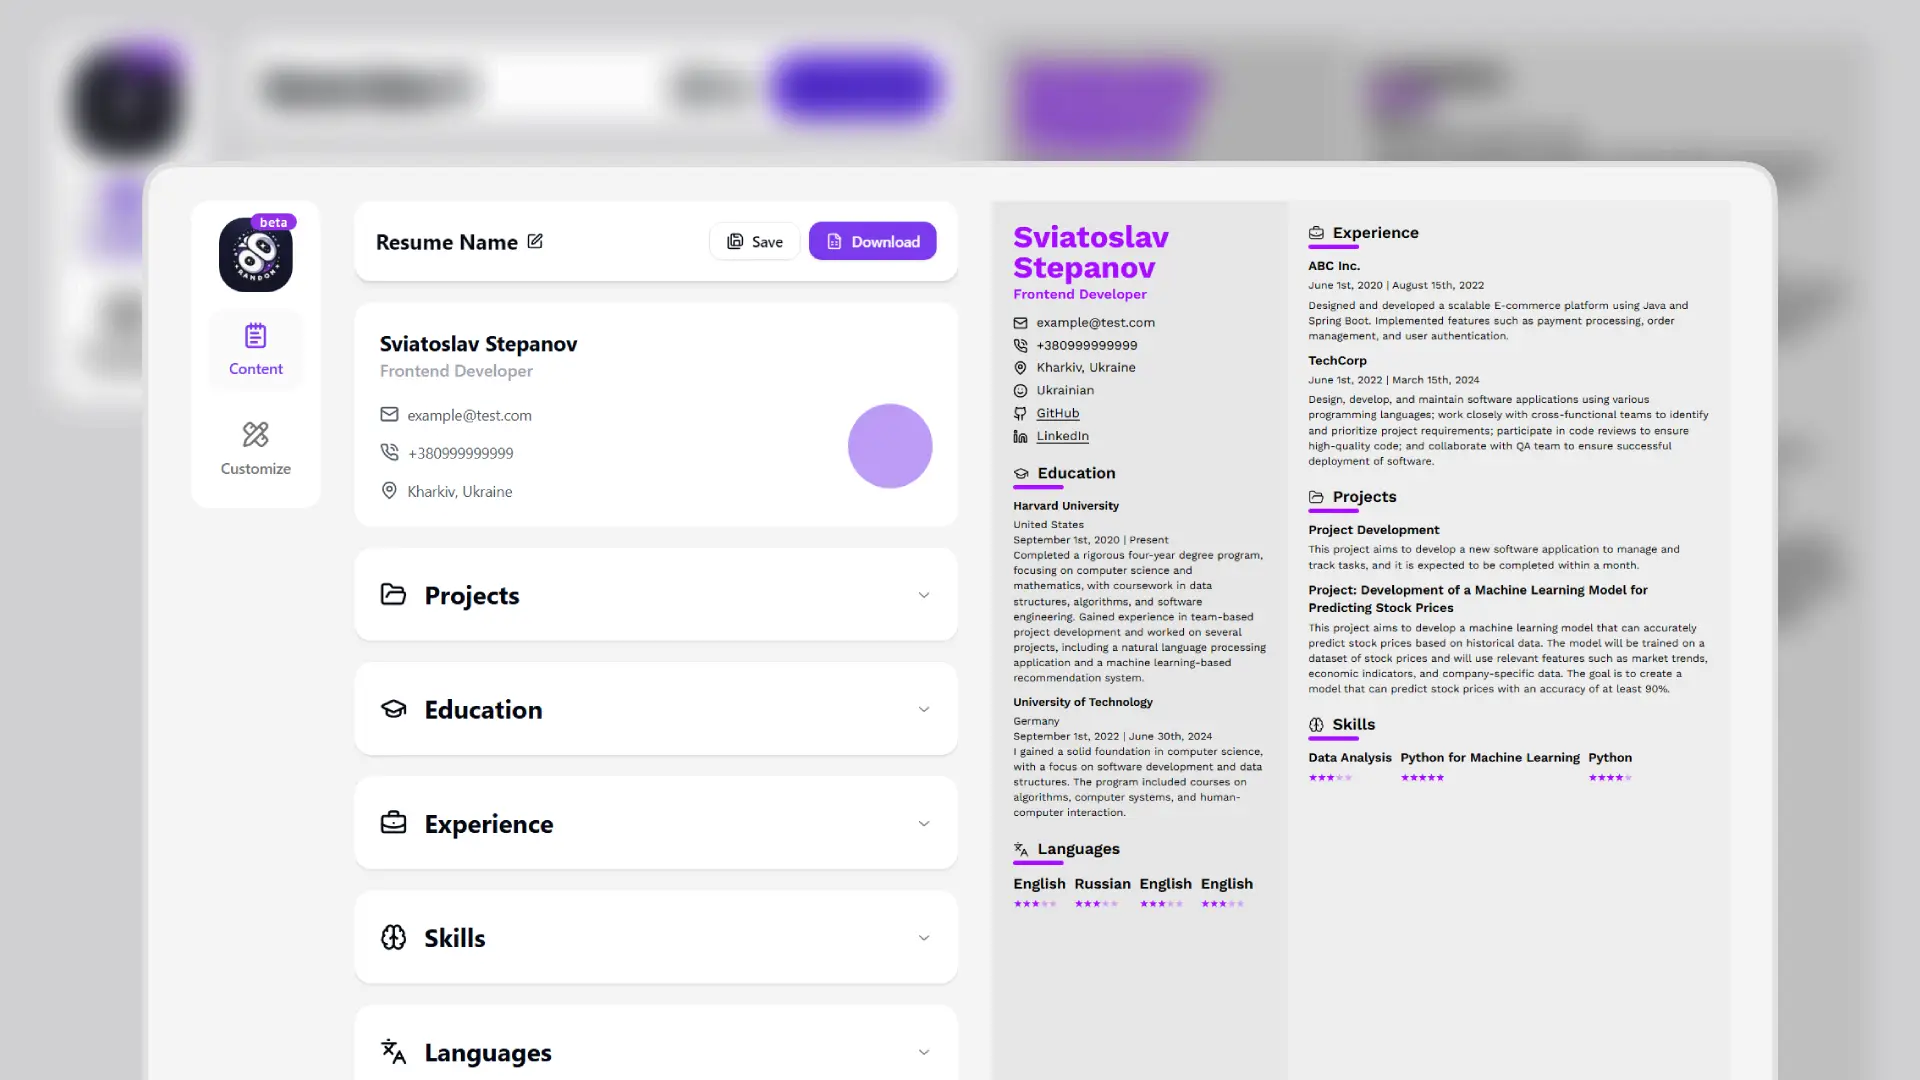 beta
RANDOM
Content
Customize
Resume Name
Save
Download
Sviatoslav Stepanov
Frontend Developer
example@test.com
+380999999999
Kharkiv, Ukraine
Projects
Education
Experience
Skills
Languages
Sviatoslav
Stepanov
Frontend Developer
example@test.com
+380999999999
Kharkiv, Ukraine
Ukrainian
GitHub
LinkedIn
Education
Harvard University
United States
September 1st, 2020 | Present
Completed a rigorous four-year degree program,
focusing on computer science and
mathematics, with coursework in data
structures, algorithms, and software
engineering. Gained experience in team-based
project development and worked on several
projects, including a natural language processing
application and a machine learning-based
recommendation system.
University of Technology
Germany
September 1st, 2022 | June 30th, 2024
I gained a solid foundation in computer science,
with a focus on software development and data
structures. The program included courses on
algorithms, computer systems, and human-
computer interaction.
Languages
English Russian English English
Experience
ABC Inc.
June 1st, 2020 | August 15th, 2022
Designed and developed a scalable E-commerce platform using Java and
Spring Boot. Implemented features such as payment processing, order
management, and user authentication.
TechCorp
June 1st, 2022 | March 15th, 2024
Design, develop, and maintain software applications using various
programming languages; work closely with cross-functional teams to identify
and prioritize project requirements; participate in code reviews to ensure
high-quality code; and collaborate with QA team to ensure successful
deployment of software.
Projects
Project Development
This project aims to develop a new software application to manage and
track tasks, and it is expected to be completed within a month.
Project: Development of a Machine Learning Model for
Predicting Stock Prices
This project aims to develop a machine learning model that can accurately
predict stock prices based on historical data. The model will be trained on a
dataset of stock prices and will use relevant features such as market trends,
economic indicators, and company-specific data. The goal is to create a
model that can predict stock prices with an accuracy of at least 90%.
Skills
Data Analysis Python for Machine Learning Python